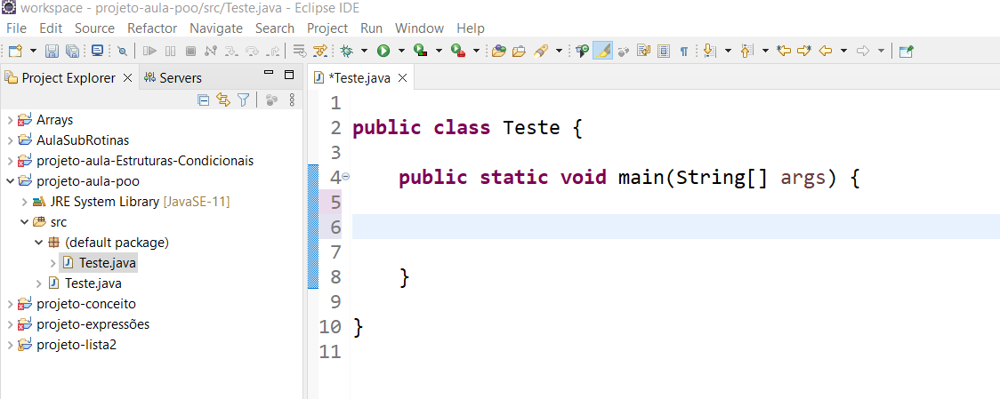 workspace - projeto-aula-poo/src/Teste.java - Eclipse IDE
File Edit Source Refactor Navigate Search Project Run Window Help
Project Explorer Servers
Arrays
AulaSubRotinas
projeto-aula-Estruturas-Condicionais
projeto-aula-poo
JRE System Library [JavaSE-11]
src
(default package)
Teste.java
Teste.java
projeto-conceito
projeto-expressões
projeto-lista2
*Teste.java
1
2 public class Teste {
3
4 public static void main(String[] args) {
5
6
7
8 }
9
10 }
11